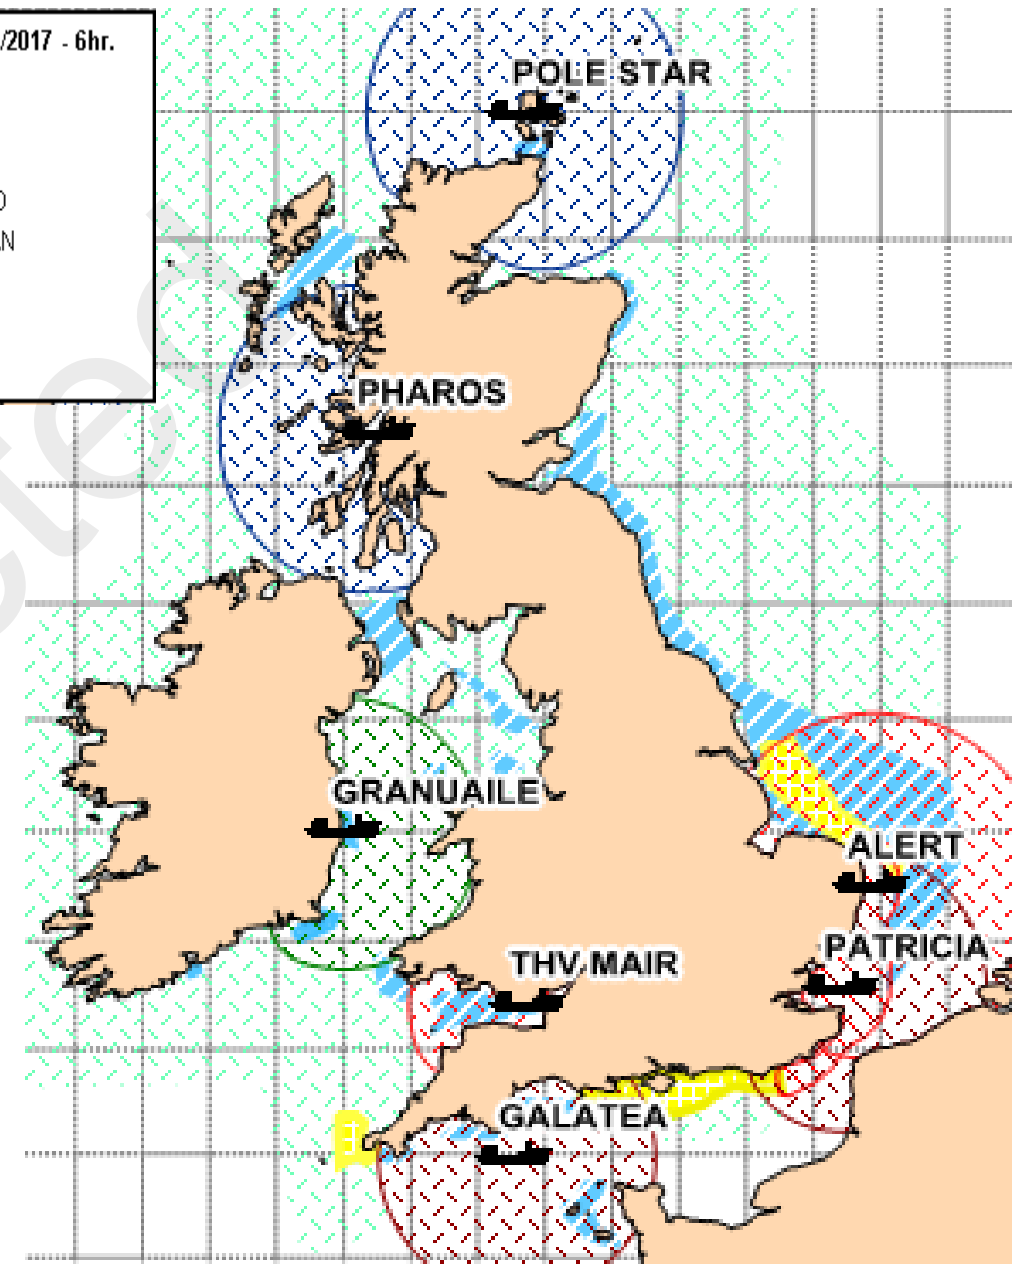 /2017 - 6hr.
POLE STAR
PHAROS
GRANUAILE
ALERT
PATRICIA
THV MAIR
GALATEA